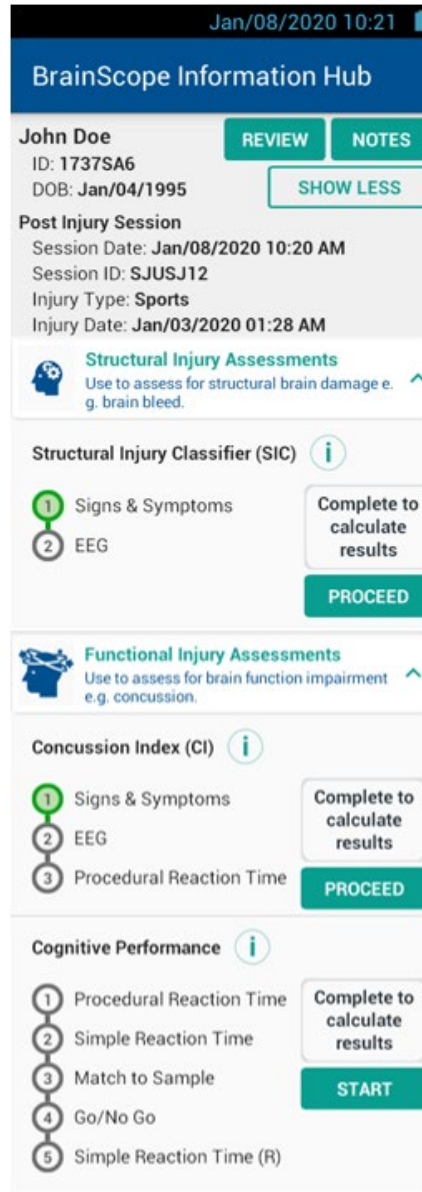 Jan/08/2020 10:21
BrainScope Information Hub
John Doe
REVIEW
NOTES
ID: 1737SA6
DOB: Jan/04/1995
SHOW LESS
Post Injury Session
Session Date: Jan/08/2020 10:20 AM
Session ID: SJUSJ12
Injury Type: Sports
Injury Date: Jan/03/2020 01:28 AM
Structural Injury Assessments
Use to assess for structural brain damage e.
g. brain bleed.
Structural Injury Classifier (SIC) i
1 Signs & Symptoms
2 EEG
Complete to
calculate
results
PROCEED
Functional Injury Assessments
Use to assess for brain function impairment
e.g. concussion.
Concussion Index (CI) i
1 Signs & Symptoms
2 EEG
3 Procedural Reaction Time
Complete to
calculate
results
PROCEED
Cognitive Performance i
1 Procedural Reaction Time
2 Simple Reaction Time
3 Match to Sample
4 Go/No Go
5 Simple Reaction Time (R)
Complete to
calculate
results
START